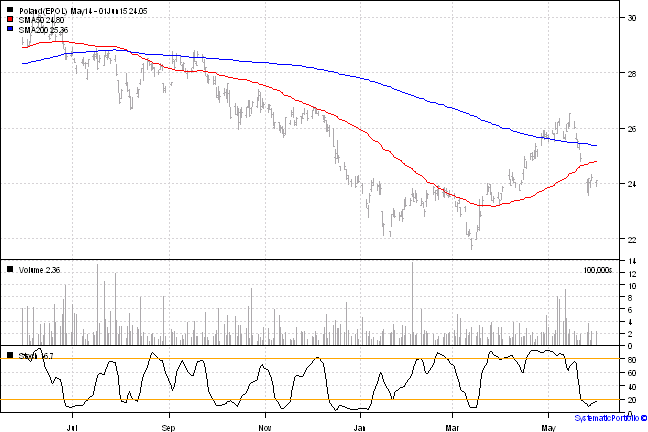 Poland (EPOL) May14 - 01Jun15 24.05
SMA50 24.80
SMA200 25.36
30
28
26
24
22
Volume 2.36
100,000s
14
12
10
8
6
4
2
0
80
60
40
20
0
Jul
Sep
Nov
Jan
Mar
May
SystematicPortfolio ©